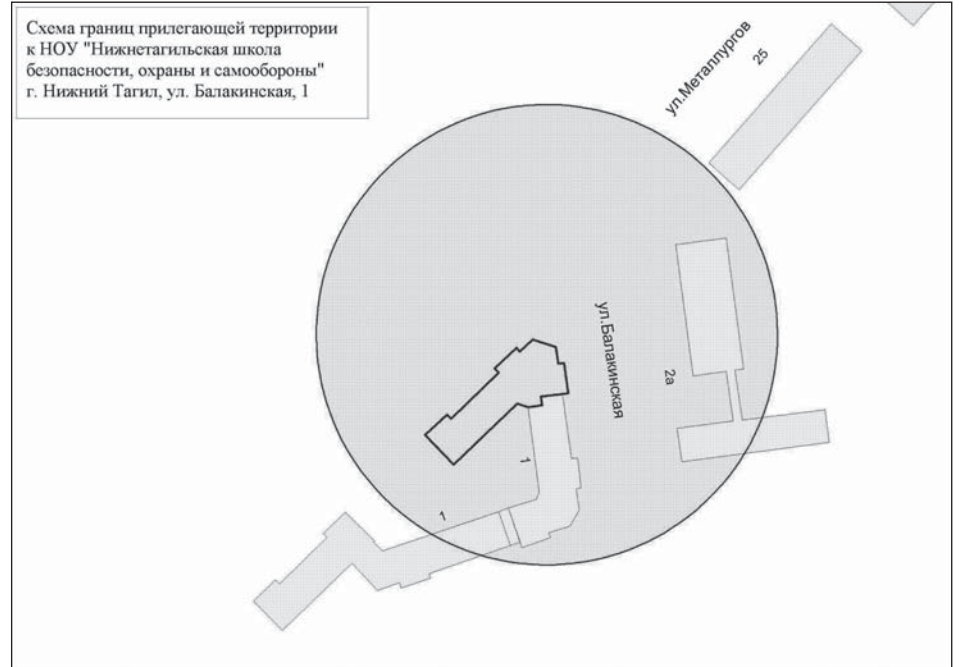 Схема границ прилегающей территории
к НОУ "Нижнетагильская школа
безопасности, охраны и самообороны"
г. Нижний Тагил, ул. Балакинская, 1
ул.Металлургов
25
ул.Балакинская
2а
1
1